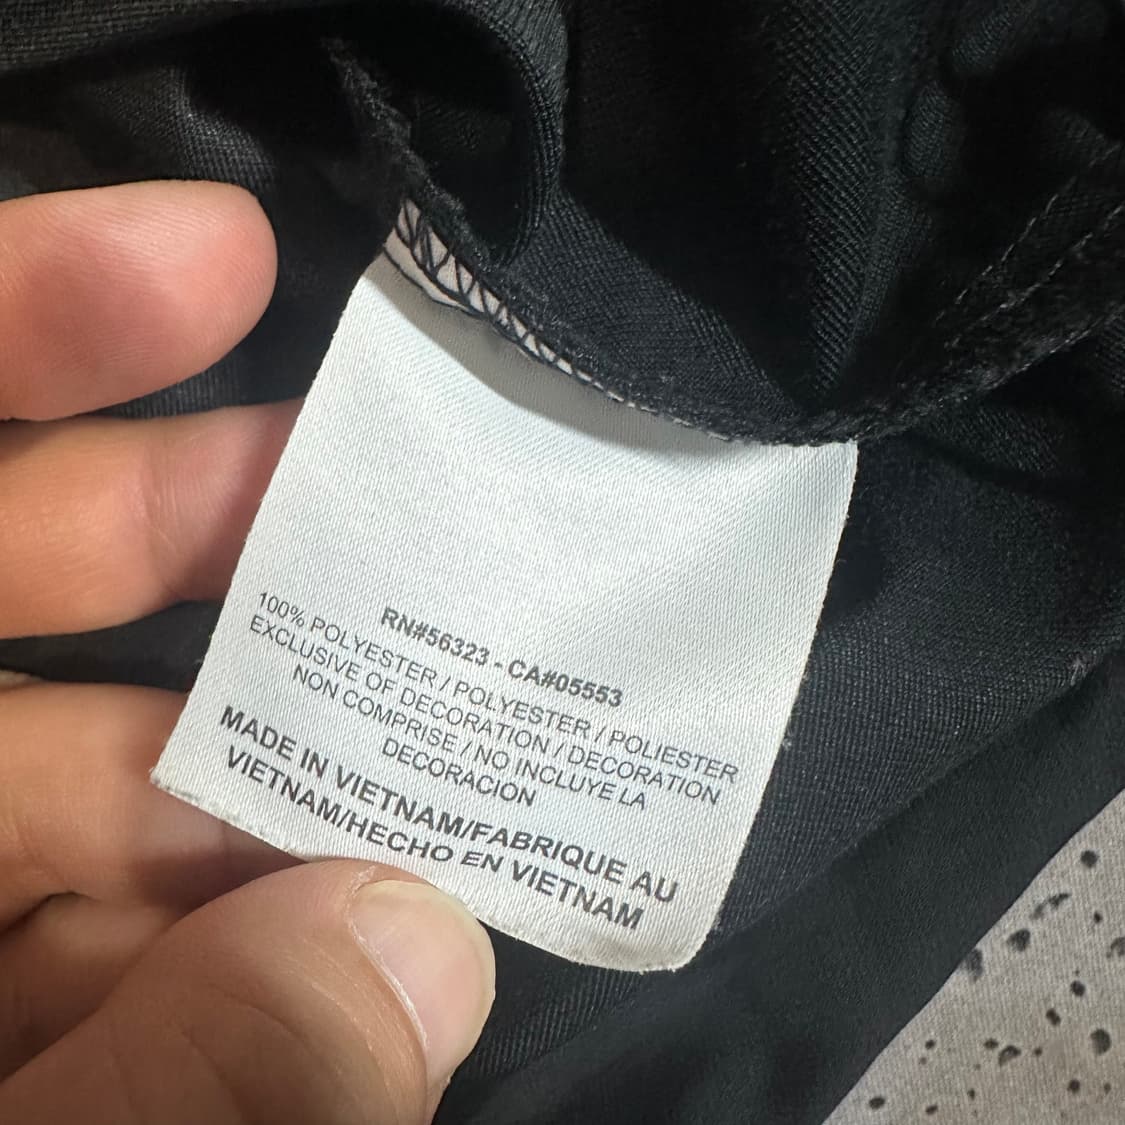 RN#56323 - CA#05553
100% POLYESTER / POLYESTER / POLIESTER
EXCLUSIVE OF DECORATION / DECORATION
NON COMPRISE / NO INCLUYE LA
DECORACION
MADE IN VIETNAM/FABRIQUE AU
VIETNAM/HECHO EN VIETNAM